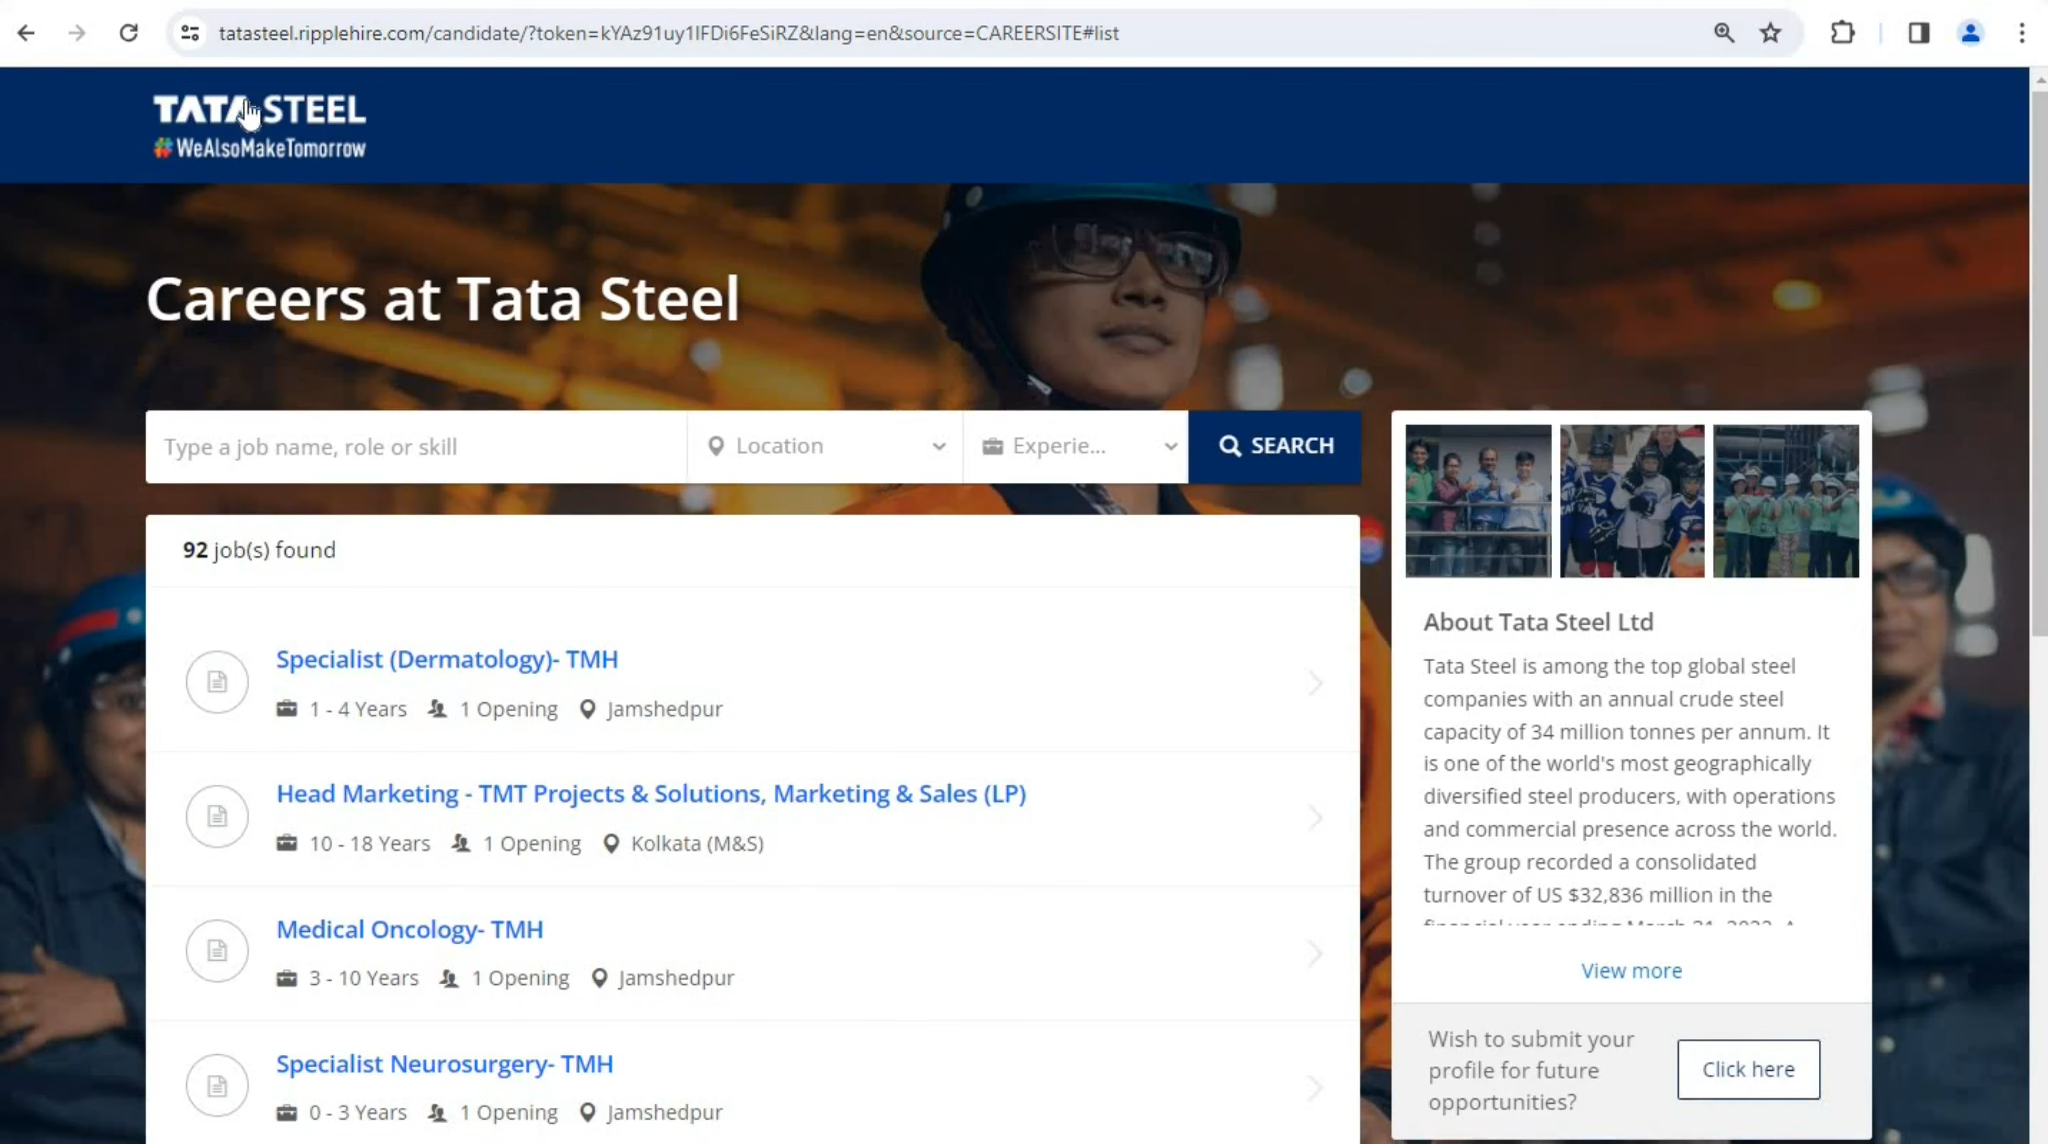 tatasteel.ripplehire.com/candidate/?token=kYAz91uy1IFDi6FeSiRZ&lang=en&source=CAREERSITE#list
TATA STEEL
#WeAlsoMakeTomorrow
Careers at Tata Steel
Type a job name, role or skill
Location
Experie...
SEARCH
92 job(s) found
Specialist (Dermatology)- TMH
1 - 4 Years 1 Opening Jamshedpur
Head Marketing - TMT Projects & Solutions, Marketing & Sales (LP)
10 - 18 Years 1 Opening Kolkata (M&S)
Medical Oncology- TMH
3 - 10 Years 1 Opening Jamshedpur
Specialist Neurosurgery- TMH
0 - 3 Years 1 Opening Jamshedpur
About Tata Steel Ltd
Tata Steel is among the top global steel
companies with an annual crude steel
capacity of 34 million tonnes per annum. It
is one of the world's most geographically
diversified steel producers, with operations
and commercial presence across the world.
The group recorded a consolidated
turnover of US $32,836 million in the
View more
Wish to submit your
profile for future
opportunities?
Click here